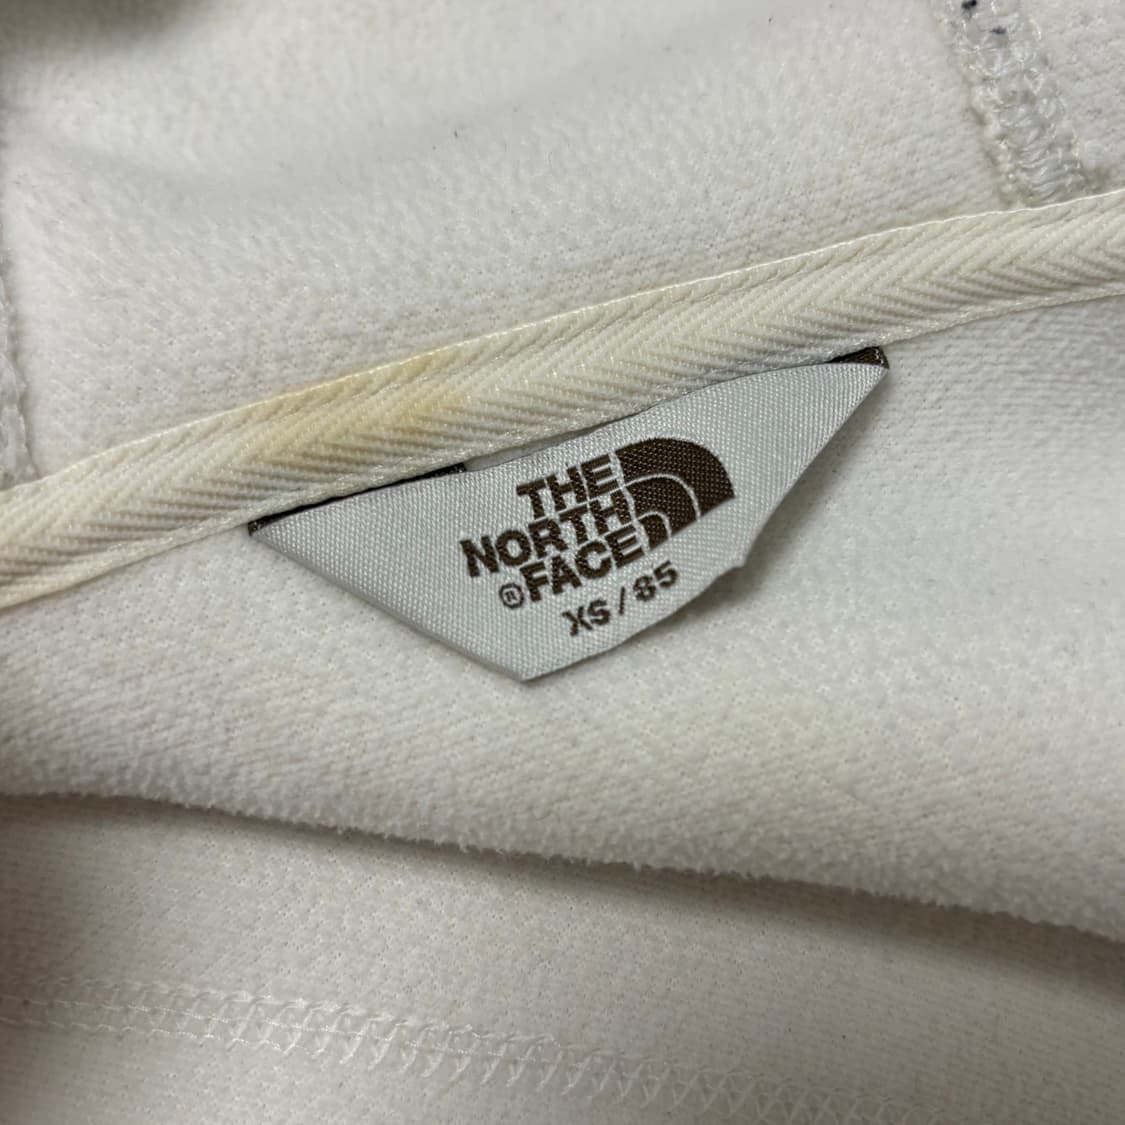 THE
NORTH
®FACE
XS / 85